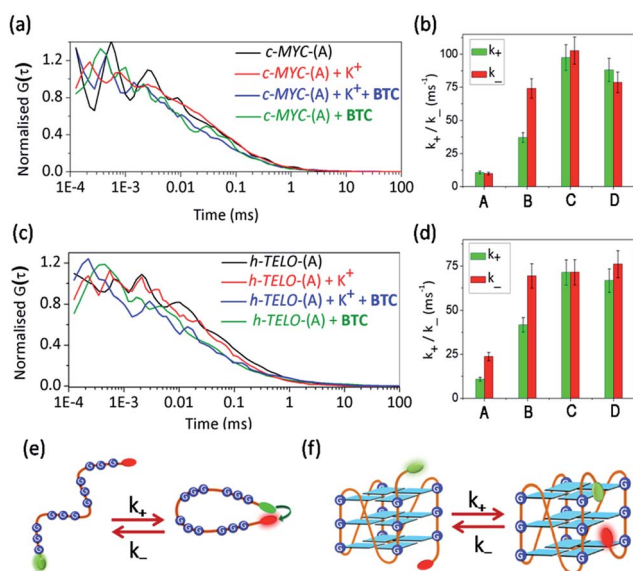 (a)
Normalised G(τ)
1.2
0.8
0.4
0.0
1E-4 1E-3 0.01 0.1 1 10 100
Time (ms)
c-MYC-(A)
c-MYC-(A) + K+
c-MYC-(A) + K+ + BTC
c-MYC-(A) + BTC
(b)
k+ / k_ (ms-1)
100
75
50
25
0
A B C D
k+
k_
(c)
Normalised G(τ)
1.2
0.8
0.4
0.0
1E-4 1E-3 0.01 0.1 1 10 100
Time (ms)
h-TELO-(A)
h-TELO-(A) + K+
h-TELO-(A) + K+ + BTC
h-TELO-(A) + BTC
(d)
k+ / k_ (ms-1)
75
50
25
0
A B C D
k+
k_
(e)
k+
k_
(f)
k+
k_